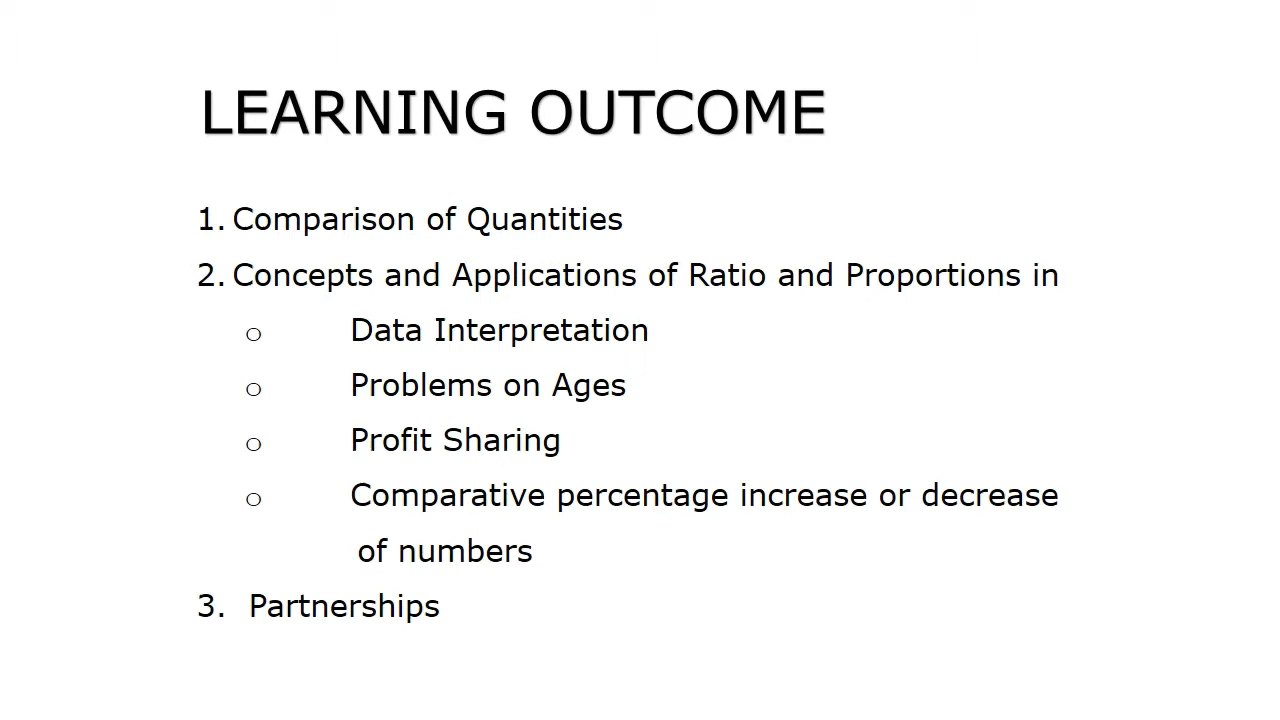 LEARNING OUTCOME
1. Comparison of Quantities
2. Concepts and Applications of Ratio and Proportions in
o Data Interpretation
o Problems on Ages
o Profit Sharing
o Comparative percentage increase or decrease
of numbers
3. Partnerships